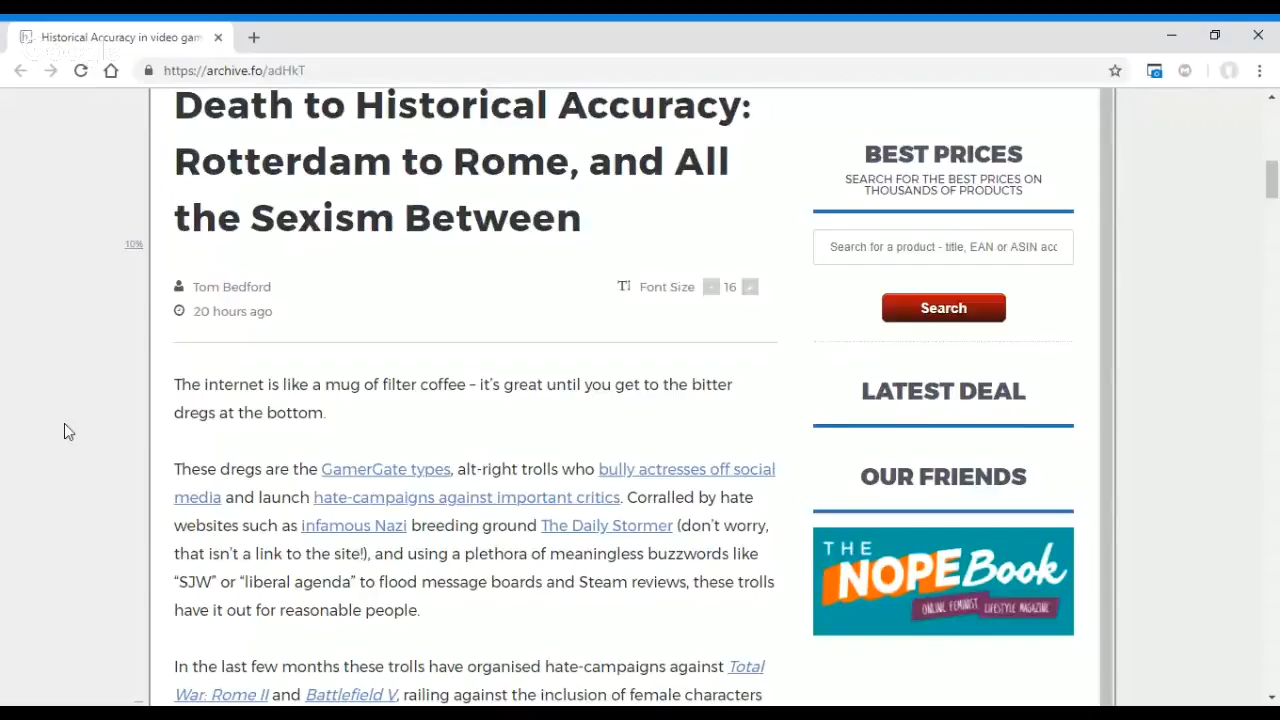 Historical Accuracy in video gam
https://archive.fo/adHkT
Death to Historical Accuracy:
Rotterdam to Rome, and All
the Sexism Between
10%
Tom Bedford
Font Size - 16
20 hours ago
The internet is like a mug of filter coffee – it's great until you get to the bitter
dregs at the bottom.
These dregs are the GamerGate types, alt-right trolls who bully actresses off social
media and launch hate-campaigns against important critics. Corralled by hate
websites such as infamous Nazi breeding ground The Daily Stormer (don't worry,
that isn't a link to the site!), and using a plethora of meaningless buzzwords like
“SJW” or “liberal agenda” to flood message boards and Steam reviews, these trolls
have it out for reasonable people.
In the last few months these trolls have organised hate-campaigns against Total
War: Rome II and Battlefield V, railing against the inclusion of female characters
BEST PRICES
SEARCH FOR THE BEST PRICES ON
THOUSANDS OF PRODUCTS
Search for a product - title, EAN or ASIN acc
Search
LATEST DEAL
OUR FRIENDS
THE
NOPEBook
ONLINE FEMINIST LIFESTYLE MAGAZINE